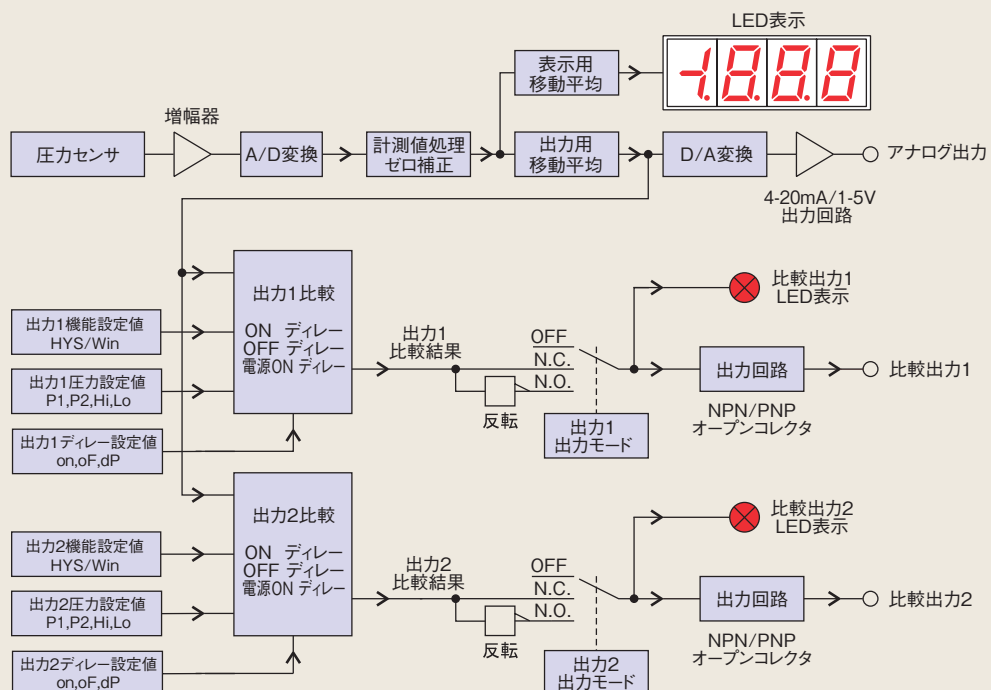 LED表示
-1.8.8.8
表示用
移動平均
増幅器
圧力センサ
A/D変換
計測値処理
ゼロ補正
出力用
移動平均
D/A変換
アナログ出力
4-20mA/1-5V
出力回路
出力1比較
ON ディレー
OFF ディレー
電源ON ディレー
出力1機能設定値
HYS/Win
出力1圧力設定値
P1,P2,Hi,Lo
出力1ディレー設定値
on,oF,dP
出力1
比較結果
反転
OFF
N.C.
N.O.
出力1
出力モード
比較出力1
LED表示
出力回路
比較出力1
NPN/PNP
オープンコレクタ
出力2比較
ON ディレー
OFF ディレー
電源ON ディレー
出力2機能設定値
HYS/Win
出力2圧力設定値
P1,P2,Hi,Lo
出力2ディレー設定値
on,oF,dP
出力2
比較結果
反転
OFF
N.C.
N.O.
出力2
出力モード
比較出力2
LED表示
出力回路
比較出力2
NPN/PNP
オープンコレクタ